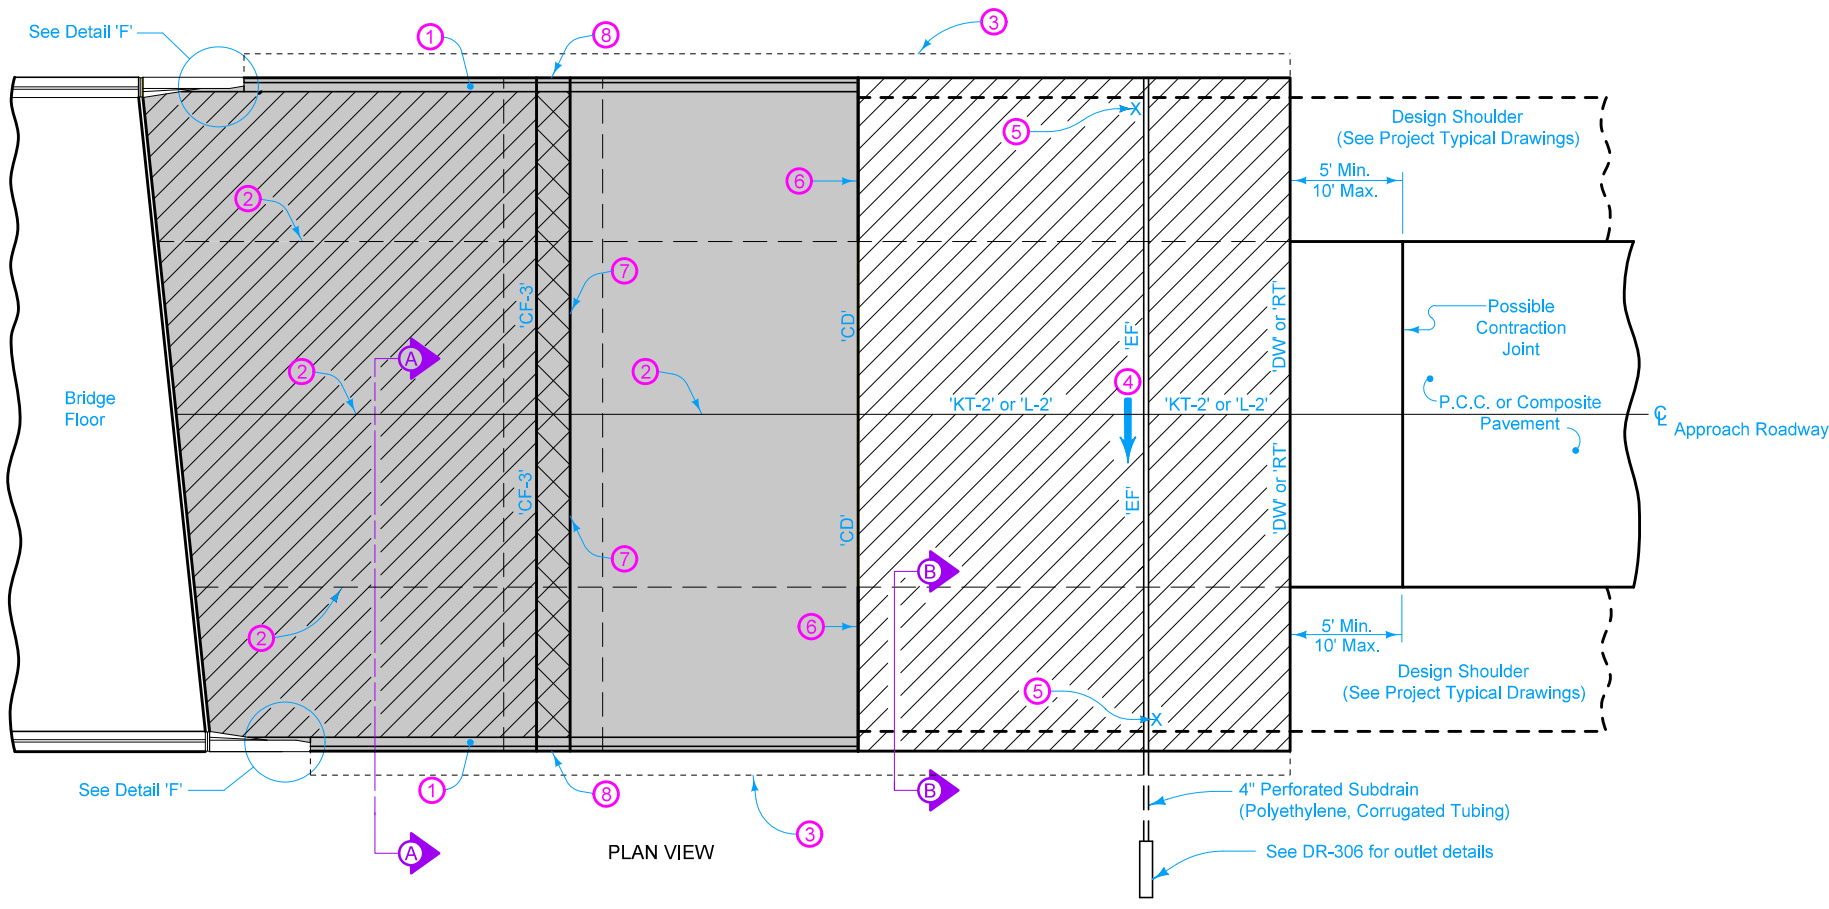 See Detail 'F'
1
8
3
5
Design Shoulder
(See Project Typical Drawings)
5' Min.
10' Max.
6
2
7
'CF-3'
'CD'
'EF'
'DW' or 'RT'
Possible
Contraction
Joint
A
2
2
4
Bridge
Floor
'KT-2' or 'L-2'
'KT-2' or 'L-2'
P.C.C. or Composite
Pavement
CL
Approach Roadway
'CF-3'
'CD'
'EF'
'DW' or 'RT'
7
B
2
6
5' Min.
10' Max.
5
Design Shoulder
(See Project Typical Drawings)
See Detail 'F'
1
8
B
4" Perforated Subdrain
(Polyethylene, Corrugated Tubing)
3
A
PLAN VIEW
See DR-306 for outlet details